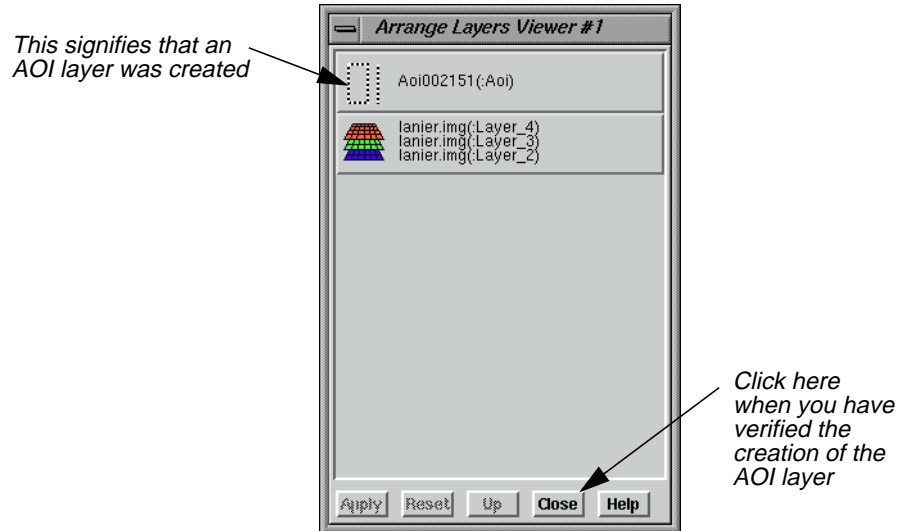 Arrange Layers Viewer #1
This signifies that an
AOI layer was created
Aoi002151(:Aoi)
lanier.img(:Layer_4)
lanier.img(:Layer_3)
lanier.img(:Layer_2)
Click here
when you have
verified the
creation of the
AOI layer
Apply Reset Up Close Help